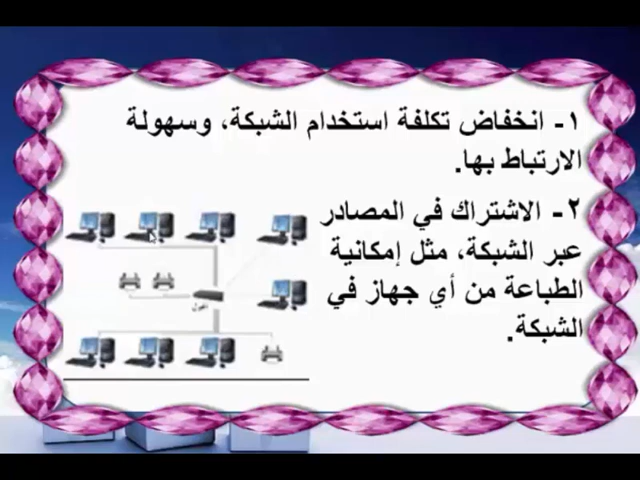 ١- انخفاض تكلفة استخدام الشبكة، وسهولة
الارتباط بها.
٢- الاشتراك في المصادر
عبر الشبكة، مثل إمكانية
الطباعة من أي جهاز في
الشبكة.